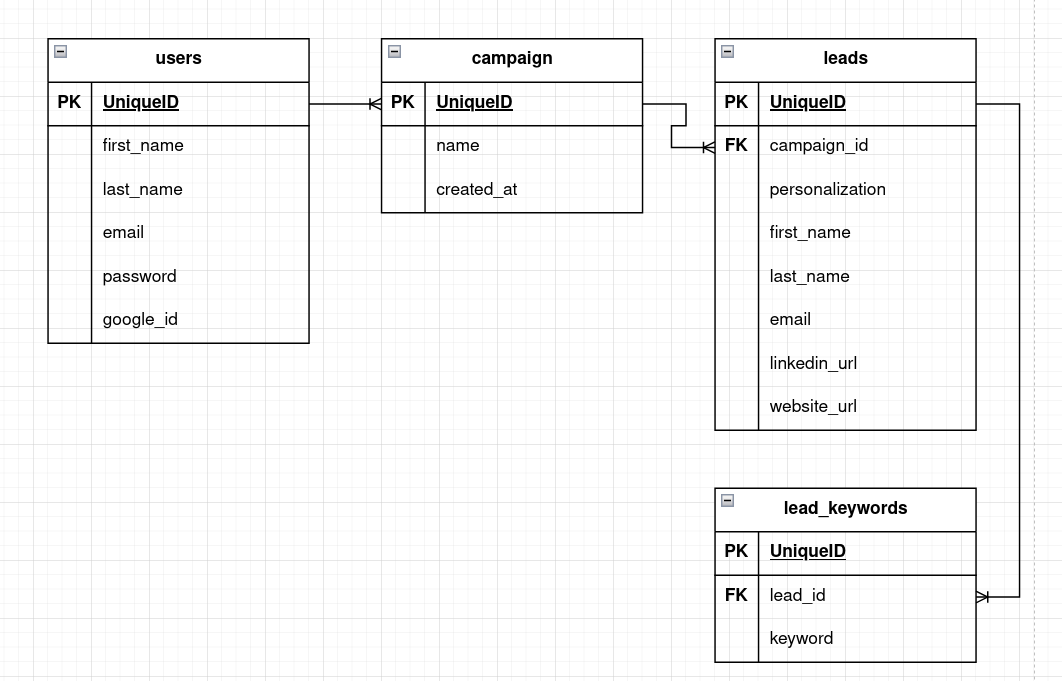 users
PK UniqueID
first_name
last_name
email
password
google_id
campaign
PK UniqueID
name
created_at
leads
PK UniqueID
FK campaign_id
personalization
first_name
last_name
email
linkedin_url
website_url
lead_keywords
PK UniqueID
FK lead_id
keyword